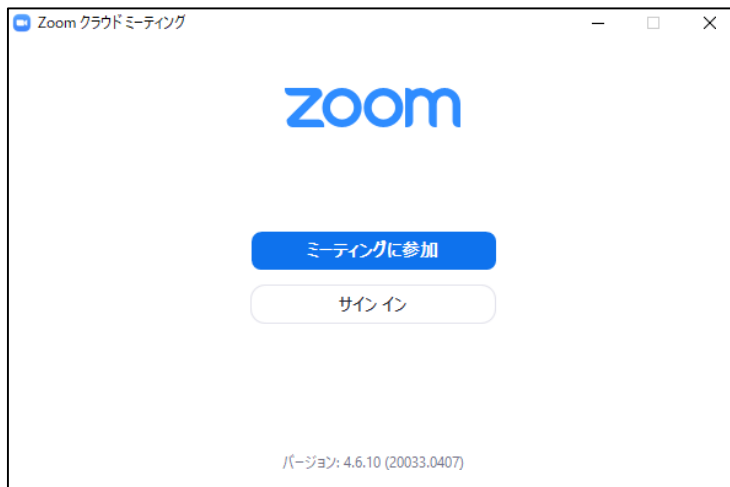 Zoom クラウド ミーティング
zoom
ミーティングに参加
サイン イン
バージョン: 4.6.10 (20033.0407)